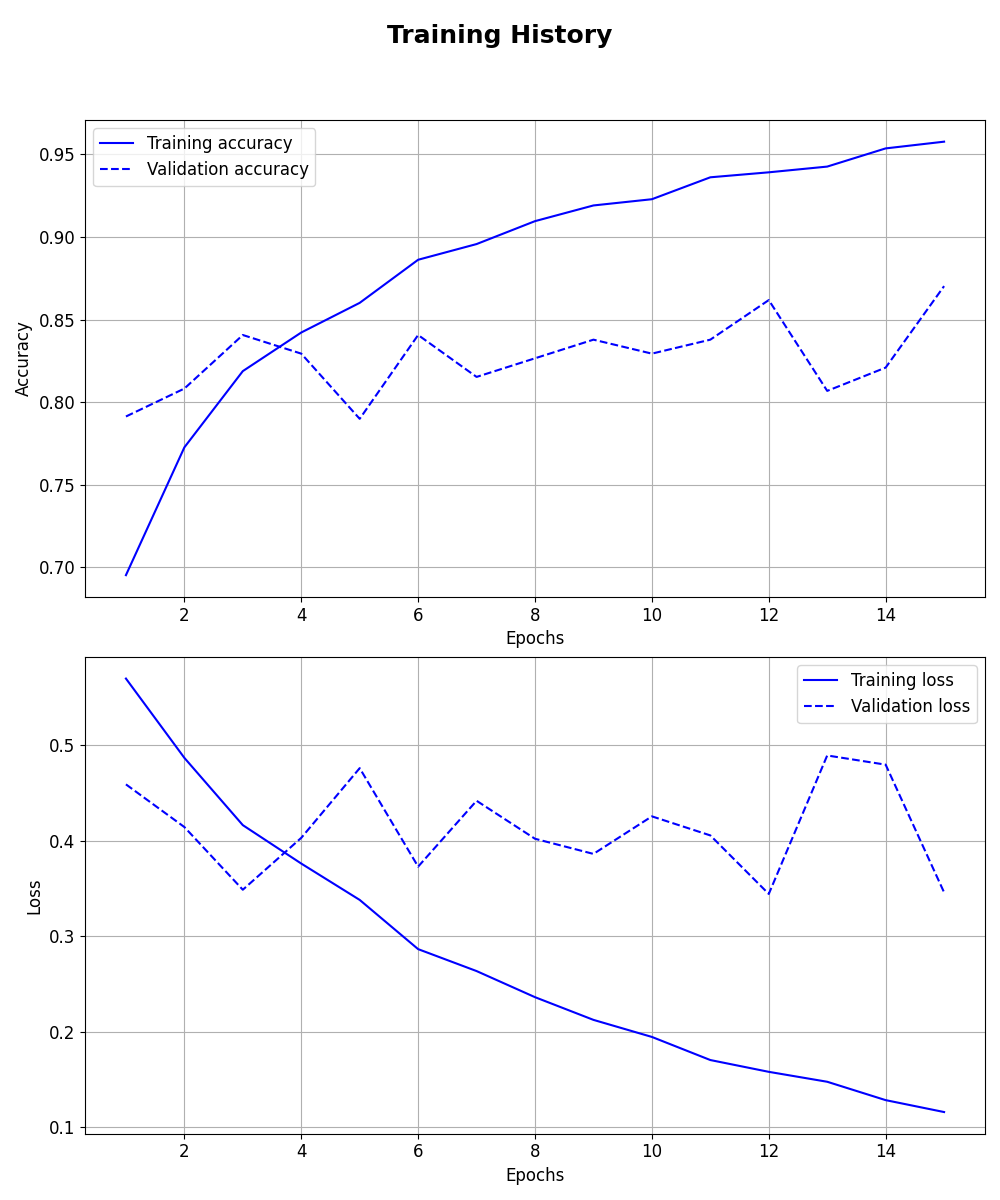 Training History
Training accuracy
Validation accuracy
0.95
0.90
0.85
0.80
0.75
0.70
Accuracy
2 4 6 8 10 12 14
Epochs
Training loss
Validation loss
0.5
0.4
0.3
0.2
0.1
Loss
2 4 6 8 10 12 14
Epochs